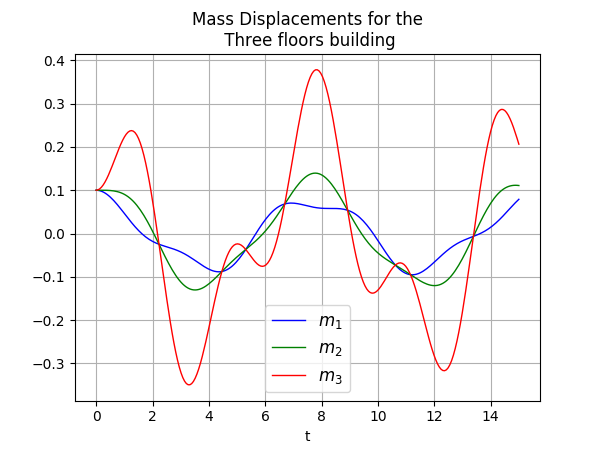 Mass Displacements for the
Three floors building
0.4
0.3
0.2
0.1
0.0
−0.1
−0.2
−0.3
m₁
m₂
m₃
0 2 4 6 8 10 12 14
t